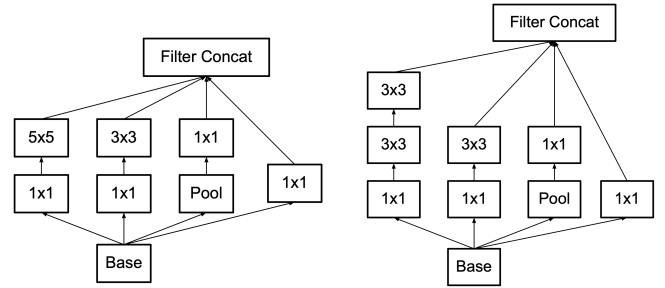 Filter Concat
5x5
3x3
1x1
1x1
1x1
Pool
1x1
Base
Filter Concat
3x3
3x3
3x3
1x1
1x1
1x1
Pool
1x1
Base